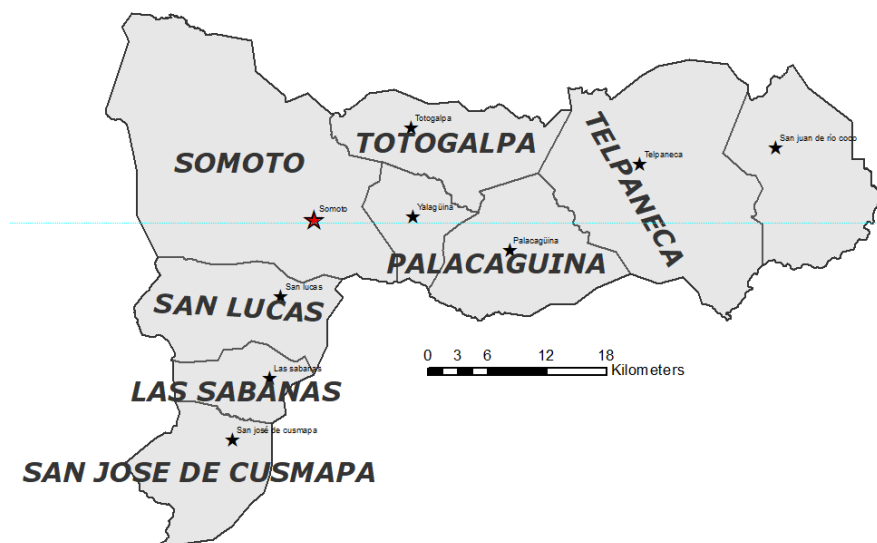 Totogalpa
TOTOGALPA
San juan de río coco
SOMOTO
Telpaneca
TELPANECA
Somoto
Yalagüina
Palacagüina
PALACAGUINA
San lucas
SAN LUCAS
0 3 6 12 18
Kilometers
Las sabanas
LAS SABANAS
San josé de cusmapa
SAN JOSE DE CUSMAPA